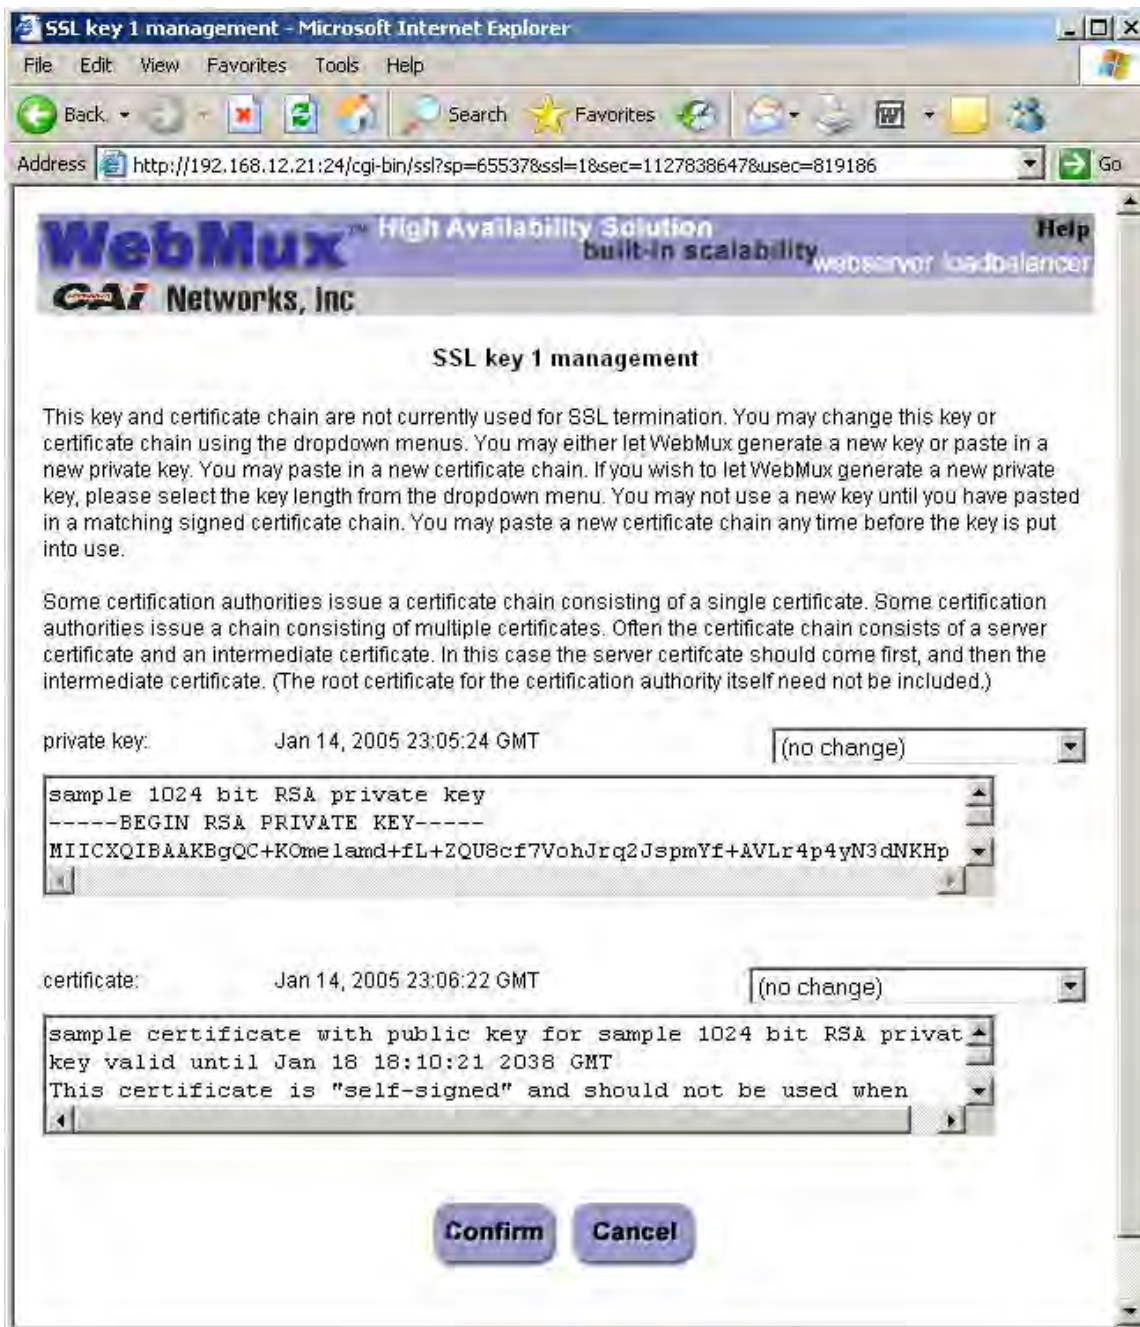 SSL key 1 management - Microsoft Internet Explorer
File Edit View Favorites Tools Help
Back Search Favorites
Address http://192.168.12.21:24/cgi-bin/ssl?sp=65537&ssl=1&sec=1127838647&usec=819186 Go
WebMux™ High Availability Solution Help
built-in scalability
webserver loadbalancer
CAI Networks, Inc
SSL key 1 management
This key and certificate chain are not currently used for SSL termination. You may change this key or
certificate chain using the dropdown menus. You may either let WebMux generate a new key or paste in a
new private key. You may paste in a new certificate chain. If you wish to let WebMux generate a new private
key, please select the key length from the dropdown menu. You may not use a new key until you have pasted
in a matching signed certificate chain. You may paste a new certificate chain any time before the key is put
into use.
Some certification authorities issue a certificate chain consisting of a single certificate. Some certification
authorities issue a chain consisting of multiple certificates. Often the certificate chain consists of a server
certificate and an intermediate certificate. In this case the server certifcate should come first, and then the
intermediate certificate. (The root certificate for the certification authority itself need not be included.)
private key: Jan 14, 2005 23:05:24 GMT (no change)
sample 1024 bit RSA private key
-----BEGIN RSA PRIVATE KEY-----
MIICXQIBAAKBgQC+KOmelamd+fL+ZQU8cf7VohJrq2JspmYf+AVLr4p4yN3dNKHp
certificate: Jan 14, 2005 23:06:22 GMT (no change)
sample certificate with public key for sample 1024 bit RSA privat
key valid until Jan 18 18:10:21 2038 GMT
This certificate is "self-signed" and should not be used when
Confirm Cancel